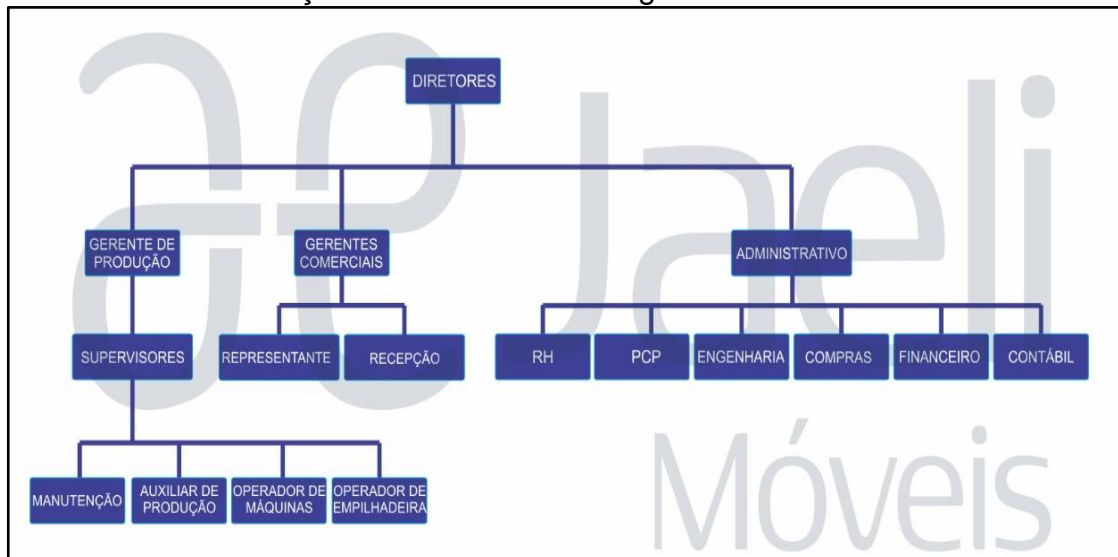 DIRETORES
GERENTE DE
PRODUÇÃO
GERENTES
COMERCIAIS
ADMINISTRATIVO
SUPERVISORES
REPRESENTANTE
RECEPÇÃO
RH
PCP
ENGENHARIA
COMPRAS
FINANCEIRO
CONTÁBIL
MANUTENÇÃO
AUXILIAR DE
PRODUÇÃO
OPERADOR DE
MÁQUINAS
OPERADOR DE
EMPILHADEIRA
Jaeli
Móveis